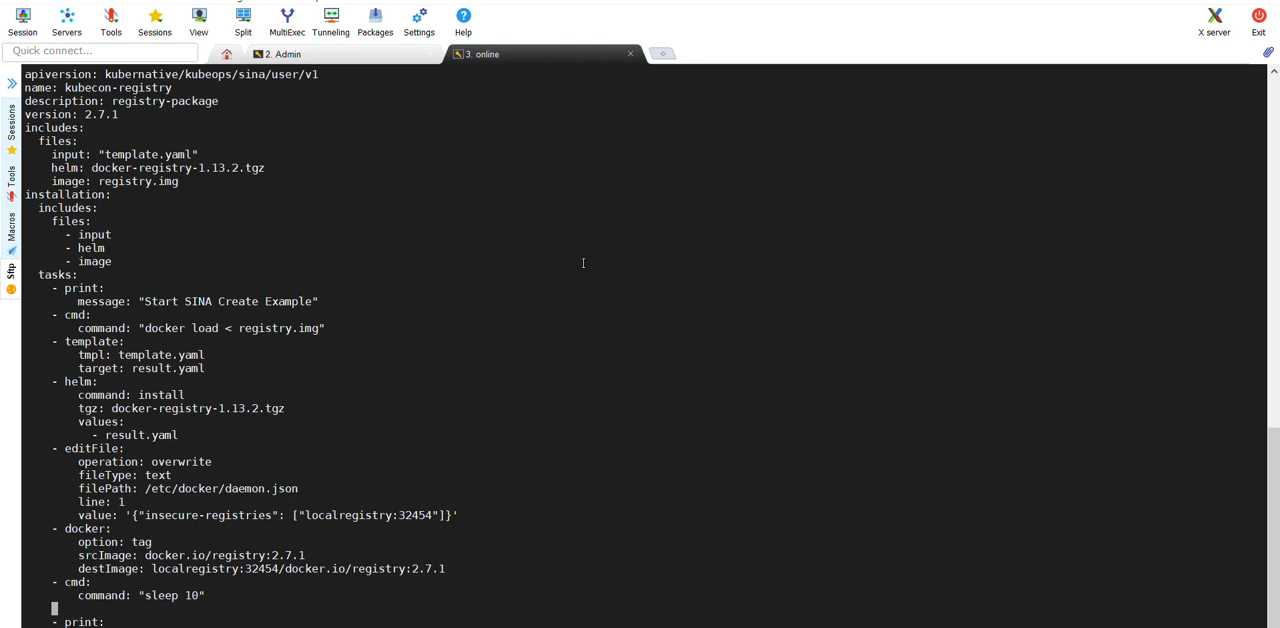 Session
Servers
Tools
Sessions
View
Split
MultiExec
Tunneling
Packages
Settings
Help
X server
Exit
Quick connect...
2. Admin
3. online
Sessions
Tools
Macros
Sftp
apiversion: kubernative/kubeops/sina/user/v1
name: kubecon-registry
description: registry-package
version: 2.7.1
includes:
  files:
    input: "template.yaml"
    helm: docker-registry-1.13.2.tgz
    image: registry.img
installation:
  includes:
    files:
      - input
      - helm
      - image
  tasks:
    - print:
        message: "Start SINA Create Example"
    - cmd:
        command: "docker load < registry.img"
    - template:
        tmpl: template.yaml
        target: result.yaml
    - helm:
        command: install
        tgz: docker-registry-1.13.2.tgz
        values:
          - result.yaml
    - editFile:
        operation: overwrite
        fileType: text
        filePath: /etc/docker/daemon.json
        line: 1
        value: '{"insecure-registries": ["localregistry:32454"]}'
    - docker:
        option: tag
        srcImage: docker.io/registry:2.7.1
        destImage: localregistry:32454/docker.io/registry:2.7.1
    - cmd:
        command: "sleep 10"
    - print: